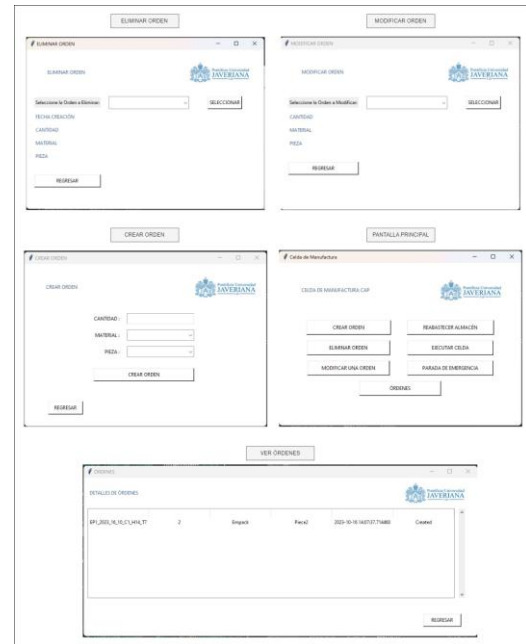 ELIMINAR ORDEN
MODIFICAR ORDEN
ELIMINAR ORDEN
ELIMINAR ORDEN
Pontificia Universidad
JAVERIANA
Seleccione la Orden a Eliminar
SELECCIONAR
FECHA CREACIÓN
CANTIDAD
MATERIAL
PIEZA
REGRESAR
MODIFICAR ORDEN
MODIFICAR ORDEN
Pontificia Universidad
JAVERIANA
Seleccione la Orden a Modificar
SELECCIONAR
CANTIDAD
MATERIAL
PIEZA
REGRESAR
CREAR ORDEN
PANTALLA PRINCIPAL
CREAR ORDEN
CREAR ORDEN
Pontificia Universidad
JAVERIANA
CANTIDAD :
MATERIAL :
PIEZA :
CREAR ORDEN
REGRESAR
Celda de Manufactura
CELDA DE MANUFACTURA CAP
Pontificia Universidad
JAVERIANA
CREAR ORDEN
REABASTECER ALMACÉN
ELIMINAR ORDEN
EJECUTAR CELDA
MODIFICAR UNA ORDEN
PARADA DE EMERGENCIA
ÓRDENES
VER ÓRDENES
ÓRDENES
DETALLES DE ÓRDENES
Pontificia Universidad
JAVERIANA
2
Empack
Pieza2
Created
REGRESAR